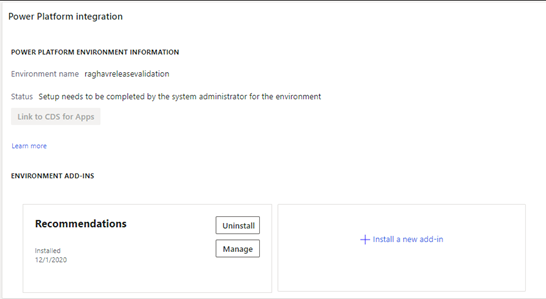 Power Platform integration
POWER PLATFORM ENVIRONMENT INFORMATION
Environment name raghavreleasevalidation
Status Setup needs to be completed by the system administrator for the environment
Link to CDS for Apps
Learn more
ENVIRONMENT ADD-INS
Recommendations
Uninstall
Manage
Installed
12/1/2020
Install a new add-in